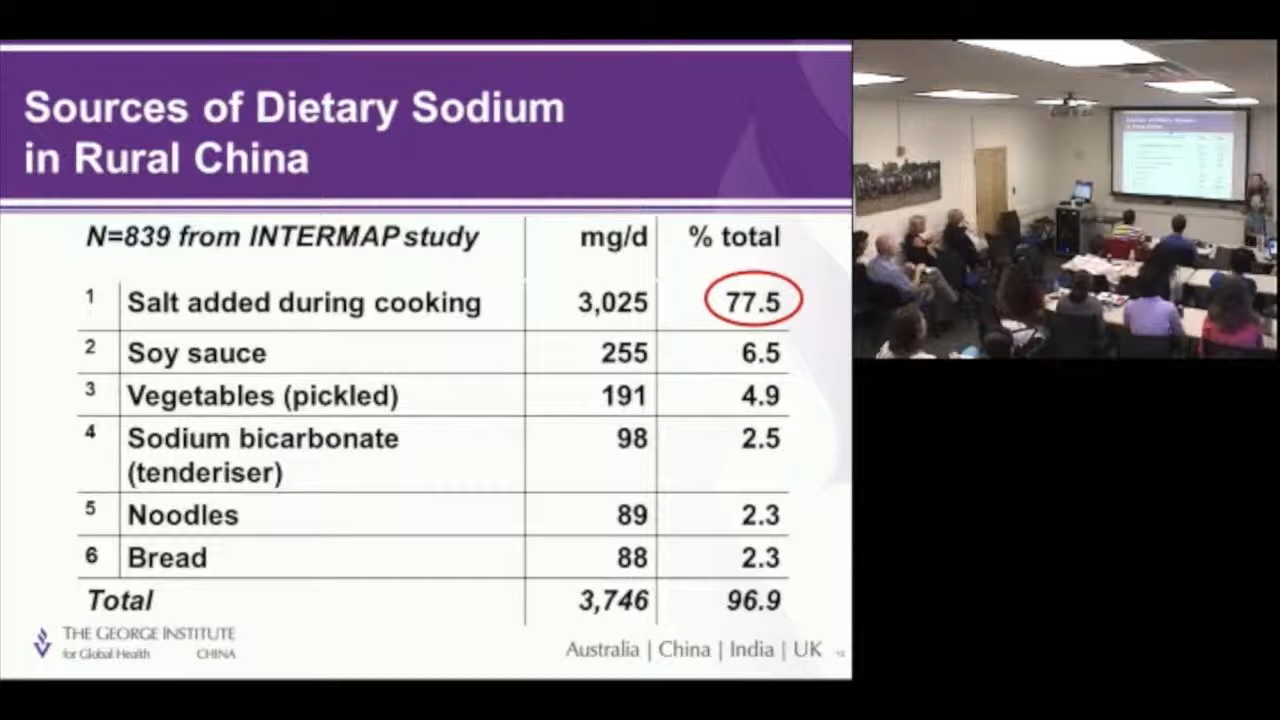 Sources of Dietary Sodium
in Rural China
N=839 from INTERMAP study mg/d % total
1 Salt added during cooking 3,025 77.5
2 Soy sauce 255 6.5
3 Vegetables (pickled) 191 4.9
4 Sodium bicarbonate 98 2.5
(tenderiser)
5 Noodles 89 2.3
6 Bread 88 2.3
Total 3,746 96.9
THE GEORGE INSTITUTE
for Global Health CHINA
Australia | China | India | UK